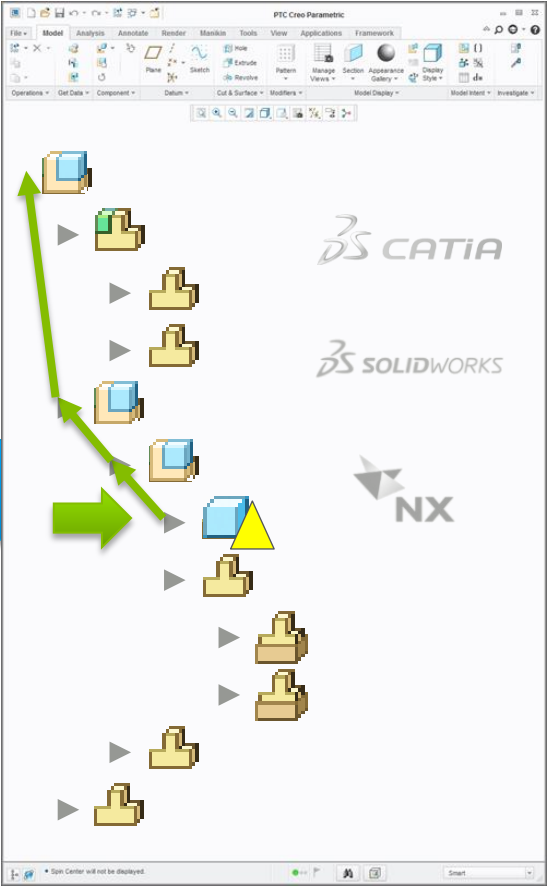 PTC Creo Parametric
File Model Analysis Annotate Render Manikin Tools View Applications Framework
Hole
Extrude
Revolve
Plane
Sketch
Pattern
Manage
Views
Section
Appearance
Gallery
Display
Style
Operations Get Data Component Datum Cut & Surface Modifiers Model Display Model Intent Investigate
CATIA
SOLIDWORKS
NX
• Spin Center will not be displayed.
Smart